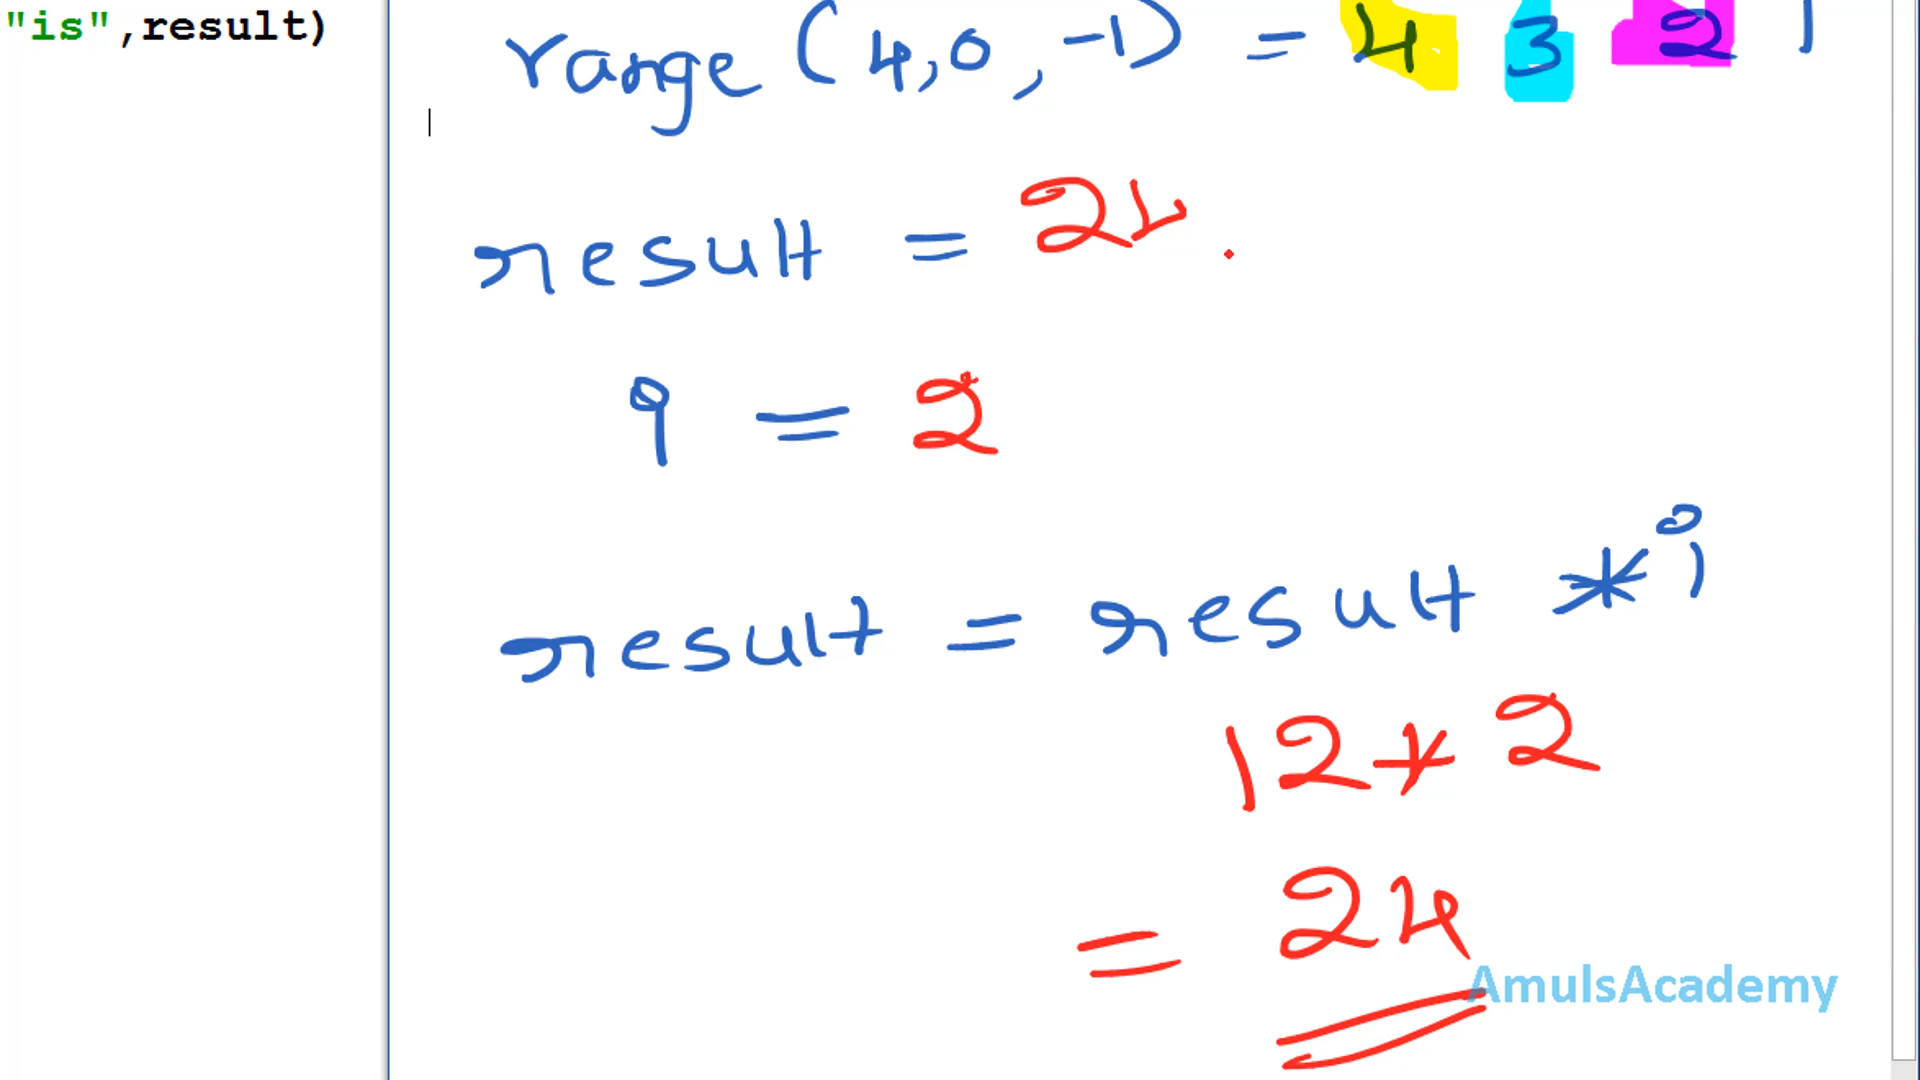 "is",result)
range (4,0,-1) = 4 3 2 1
result = 24
i = 2
result = result * i
12 * 2
= 24
AmulsAcademy